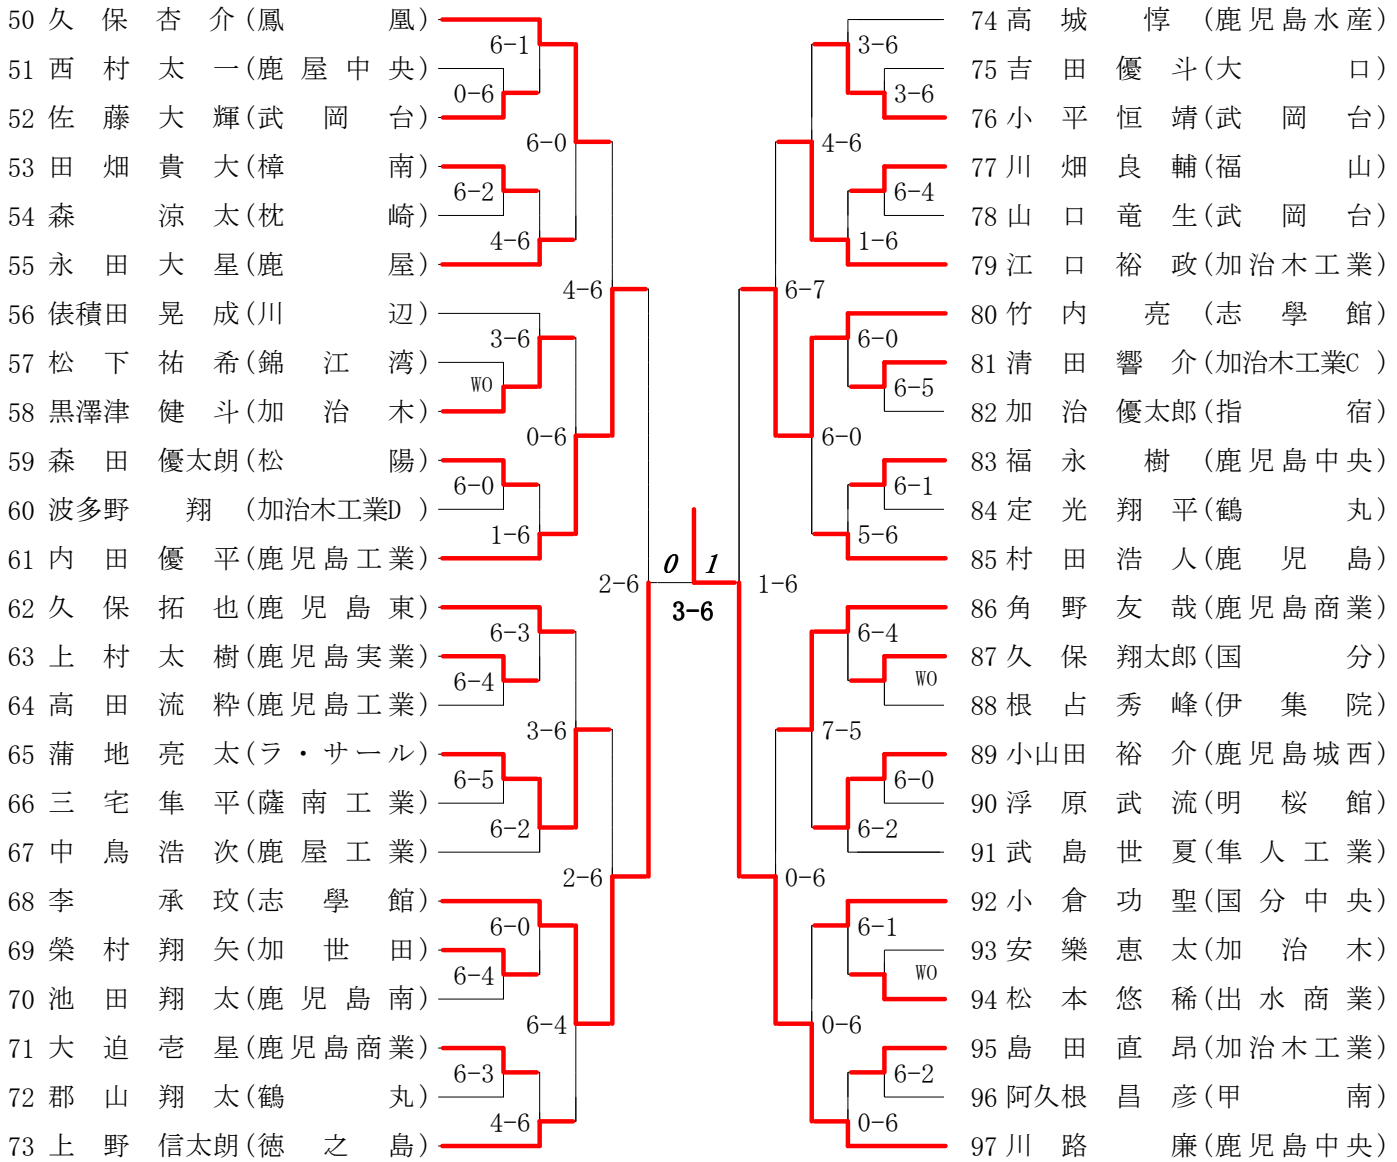 50 久保杏介(鳳凰)
6-1
51 西村太一(鹿屋中央)
0-6
52 佐藤大輝(武岡台)
6-0
53 田畑貴大(樟南)
6-2
54 森涼太(枕崎)
4-6
55 永田大星(鹿屋)
4-6
56 俵積田晃成(川辺)
3-6
57 松下祐希(錦江湾)
WO
58 黒澤津健斗(加治木)
0-6
59 森田優太朗(松陽)
6-0
60 波多野翔(加治木工業D)
1-6
61 内田優平(鹿児島工業)
2-6
62 久保拓也(鹿児島東)
6-3
63 上村太樹(鹿児島実業)
6-4
64 高田流粋(鹿児島工業)
3-6
65 蒲地亮太(ラ・サール)
6-5
66 三宅隼平(薩南工業)
6-2
67 中鳥浩次(鹿屋工業)
2-6
68 李承玟(志學館)
6-0
69 榮村翔矢(加世田)
6-4
70 池田翔太(鹿児島南)
6-4
71 大迫壱星(鹿児島商業)
6-3
72 郡山翔太(鶴丸)
4-6
73 上野信太朗(徳之島)
0 1
3-6
74 高城惇(鹿児島水産)
3-6
75 吉田優斗(大口)
3-6
76 小平恒靖(武岡台)
4-6
77 川畑良輔(福山)
6-4
78 山口竜生(武岡台)
1-6
79 江口裕政(加治木工業)
6-7
80 竹内亮(志學館)
6-0
81 清田響介(加治木工業C)
6-5
82 加治優太郎(指宿)
6-0
83 福永樹(鹿児島中央)
6-1
84 定光翔平(鶴丸)
5-6
85 村田浩人(鹿児島)
1-6
86 角野友哉(鹿児島商業)
6-4
87 久保翔太郎(国分)
WO
88 根占秀峰(伊集院)
7-5
89 小山田裕介(鹿児島城西)
6-0
90 浮原武流(明桜館)
6-2
91 武島世夏(隼人工業)
0-6
92 小倉功聖(国分中央)
6-1
93 安樂恵太(加治木)
WO
94 松本悠稀(出水商業)
0-6
95 島田直昂(加治木工業)
6-2
96 阿久根昌彦(甲南)
0-6
97 川路廉(鹿児島中央)